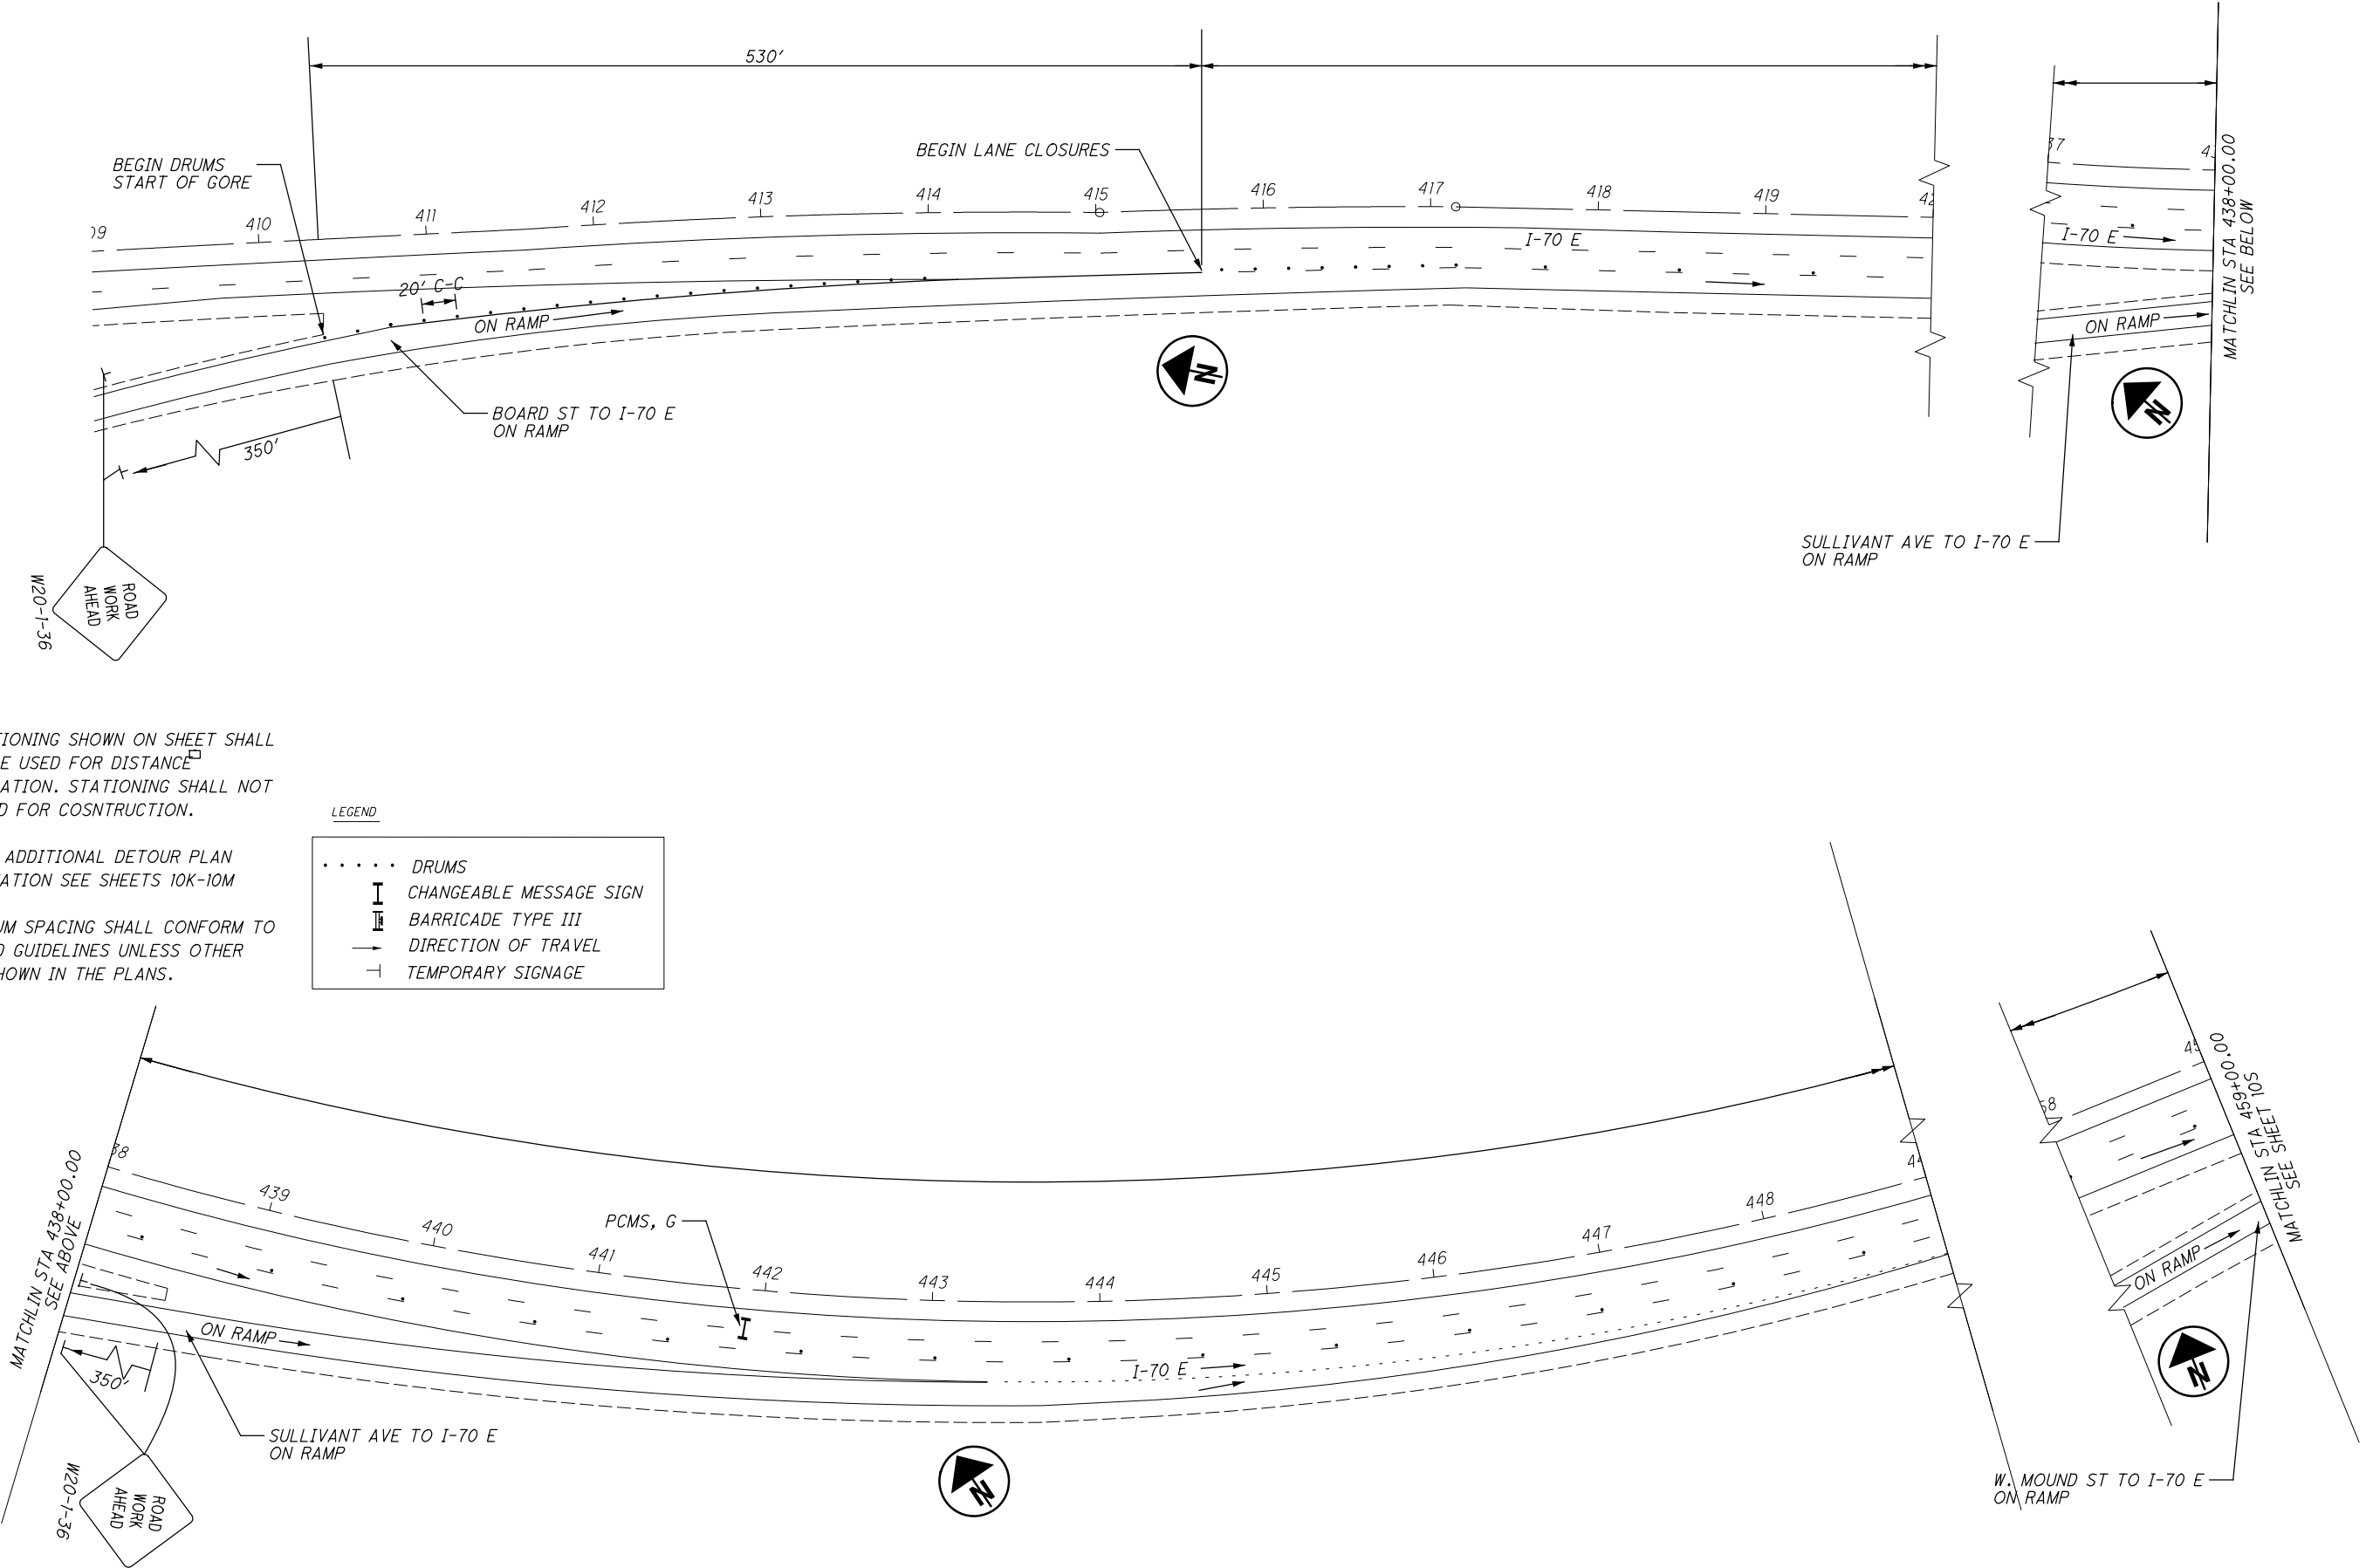 530'
BEGIN DRUMS
START OF GORE
BEGIN LANE CLOSURES
09
410
411
412
413
414
415
416
417
418
419
42
37
I-70 E
I-70 E
20' C-C
ON RAMP
ON RAMP
MATCHLIN STA 438+00.00
SEE BELOW
BOARD ST TO I-70 E
ON RAMP
350'
SULLIVANT AVE TO I-70 E
ON RAMP
ROAD
WORK
AHEAD
W20-1-36
N
N
TIONING SHOWN ON SHEET SHALL
E USED FOR DISTANCE
ATION. STATIONING SHALL NOT
D FOR COSNTRUCTION.
ADDITIONAL DETOUR PLAN
ATION SEE SHEETS 10K-10M
UM SPACING SHALL CONFORM TO
D GUIDELINES UNLESS OTHER
HOWN IN THE PLANS.
LEGEND
DRUMS
CHANGEABLE MESSAGE SIGN
BARRICADE TYPE III
DIRECTION OF TRAVEL
TEMPORARY SIGNAGE
MATCHLIN STA 438+00.00
SEE ABOVE
38
439
440
441
442
443
444
445
446
447
448
44
58
45
PCMS, G
ON RAMP
I-70 E
ON RAMP
350'
SULLIVANT AVE TO I-70 E
ON RAMP
ROAD
WORK
AHEAD
W20-1-36
N
N
MATCHLIN STA 459+00.00
SEE SHEET 10S
W. MOUND ST TO I-70 E
ON RAMP